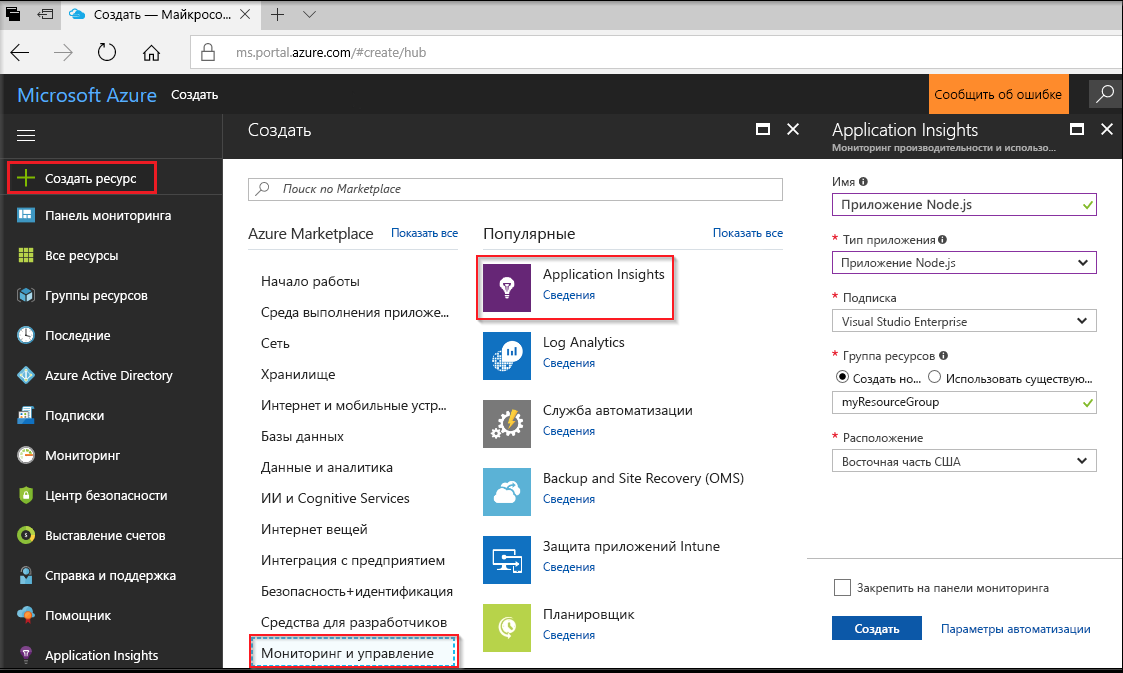 Создать — Майкросо...
ms.portal.azure.com/#create/hub
Microsoft Azure
Создать
Сообщить об ошибке
Создать ресурс
Панель мониторинга
Все ресурсы
Группы ресурсов
Последние
Azure Active Directory
Подписки
Мониторинг
Центр безопасности
Выставление счетов
Справка и поддержка
Помощник
Application Insights
Создать
Поиск по Marketplace
Azure Marketplace
Показать все
Начало работы
Среда выполнения приложе...
Сеть
Хранилище
Интернет и мобильные устр...
Базы данных
Данные и аналитика
ИИ и Cognitive Services
Интернет вещей
Интеграция с предприятием
Безопасность+идентификация
Средства для разработчиков
Мониторинг и управление
Популярные
Показать все
Application Insights
Сведения
Log Analytics
Сведения
Служба автоматизации
Сведения
Backup and Site Recovery (OMS)
Сведения
Защита приложений Intune
Сведения
Планировщик
Сведения
Application Insights
Мониторинг производительности и использо...
Имя
Приложение Node.js
* Тип приложения
Приложение Node.js
* Подписка
Visual Studio Enterprise
* Группа ресурсов
Создать но...
Использовать существую...
myResourceGroup
* Расположение
Восточная часть США
Закрепить на панели мониторинга
Создать
Параметры автоматизации